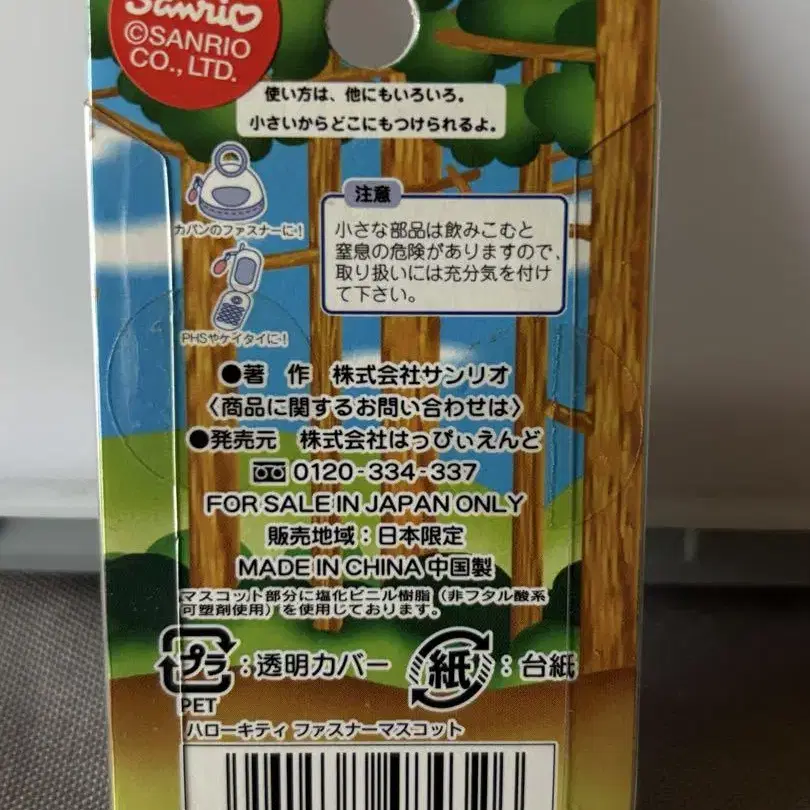 Sanrio
©SANRIO
CO., LTD.
使い方は、他にもいろいろ。
小さいからどこにもつけられるよ。
カバンのファスナーに!
PHSやケイタイに!
注意
小さな部品は飲みこむと
窒息の危険がありますので、
取り扱いには充分気を付け
て下さい。
●著 作 株式会社サンリオ
〈商品に関するお問い合わせは〉
●発売元 株式会社はっぴぃえんど
0120-334-337
FOR SALE IN JAPAN ONLY
販売地域:日本限定
MADE IN CHINA 中国製
マスコット部分に塩化ビニル樹脂(非フタル酸系
可塑剤使用)を使用しております。
プラ:透明カバー
PET
紙:台紙
ハローキティ ファスナーマスコット